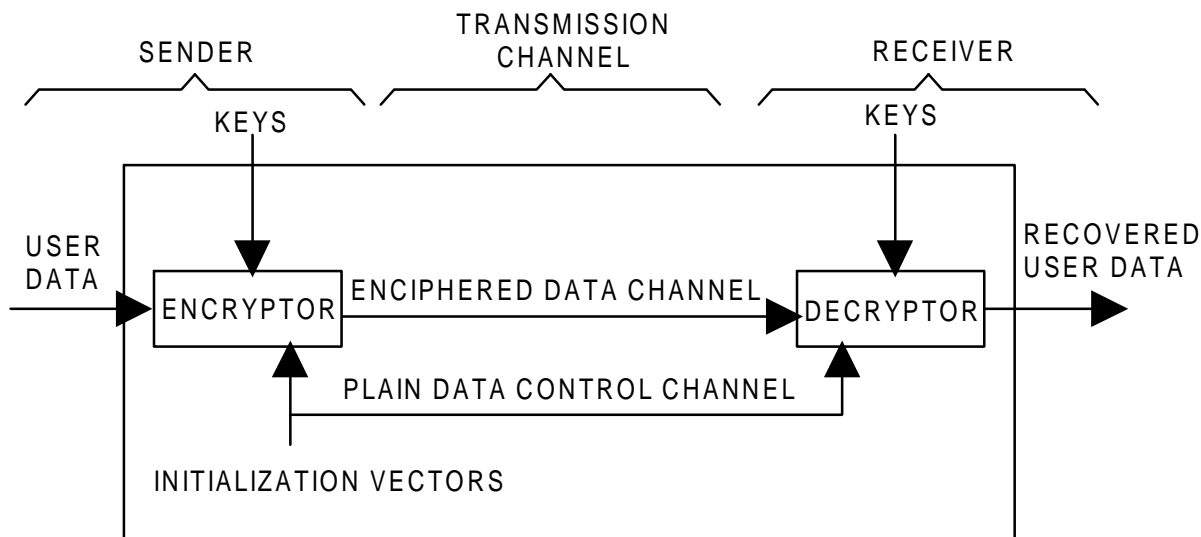 SENDER
TRANSMISSION
CHANNEL
RECEIVER
KEYS
KEYS
USER
DATA
RECOVERED
USER DATA
ENCRYPTOR
ENCIPHERED DATA CHANNEL
DECRYPTOR
PLAIN DATA CONTROL CHANNEL
INITIALIZATION VECTORS